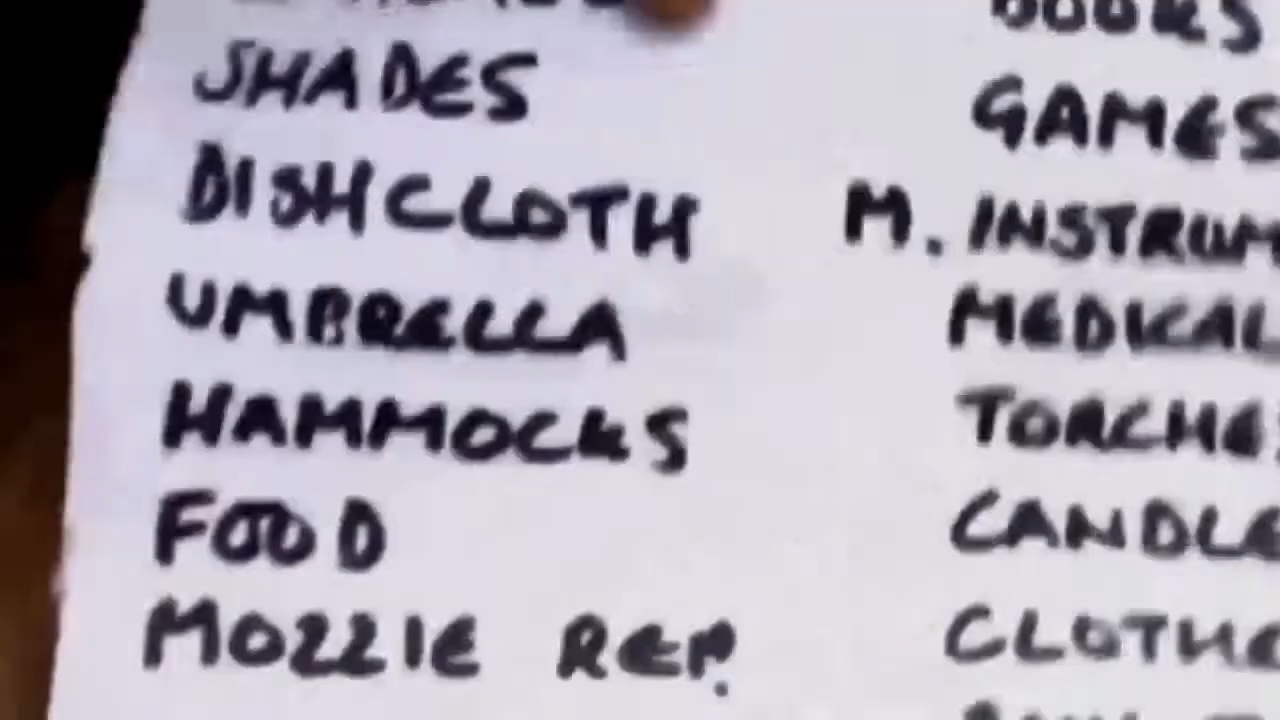 SHADES
DISHCLOTH
UMBRELLA
HAMMOCKS
FOOD
MOZZIE REP.
BOOKS
GAMES
M. INSTRUM
MEDICAL
TORCHES
CANDLE
CLOTHE